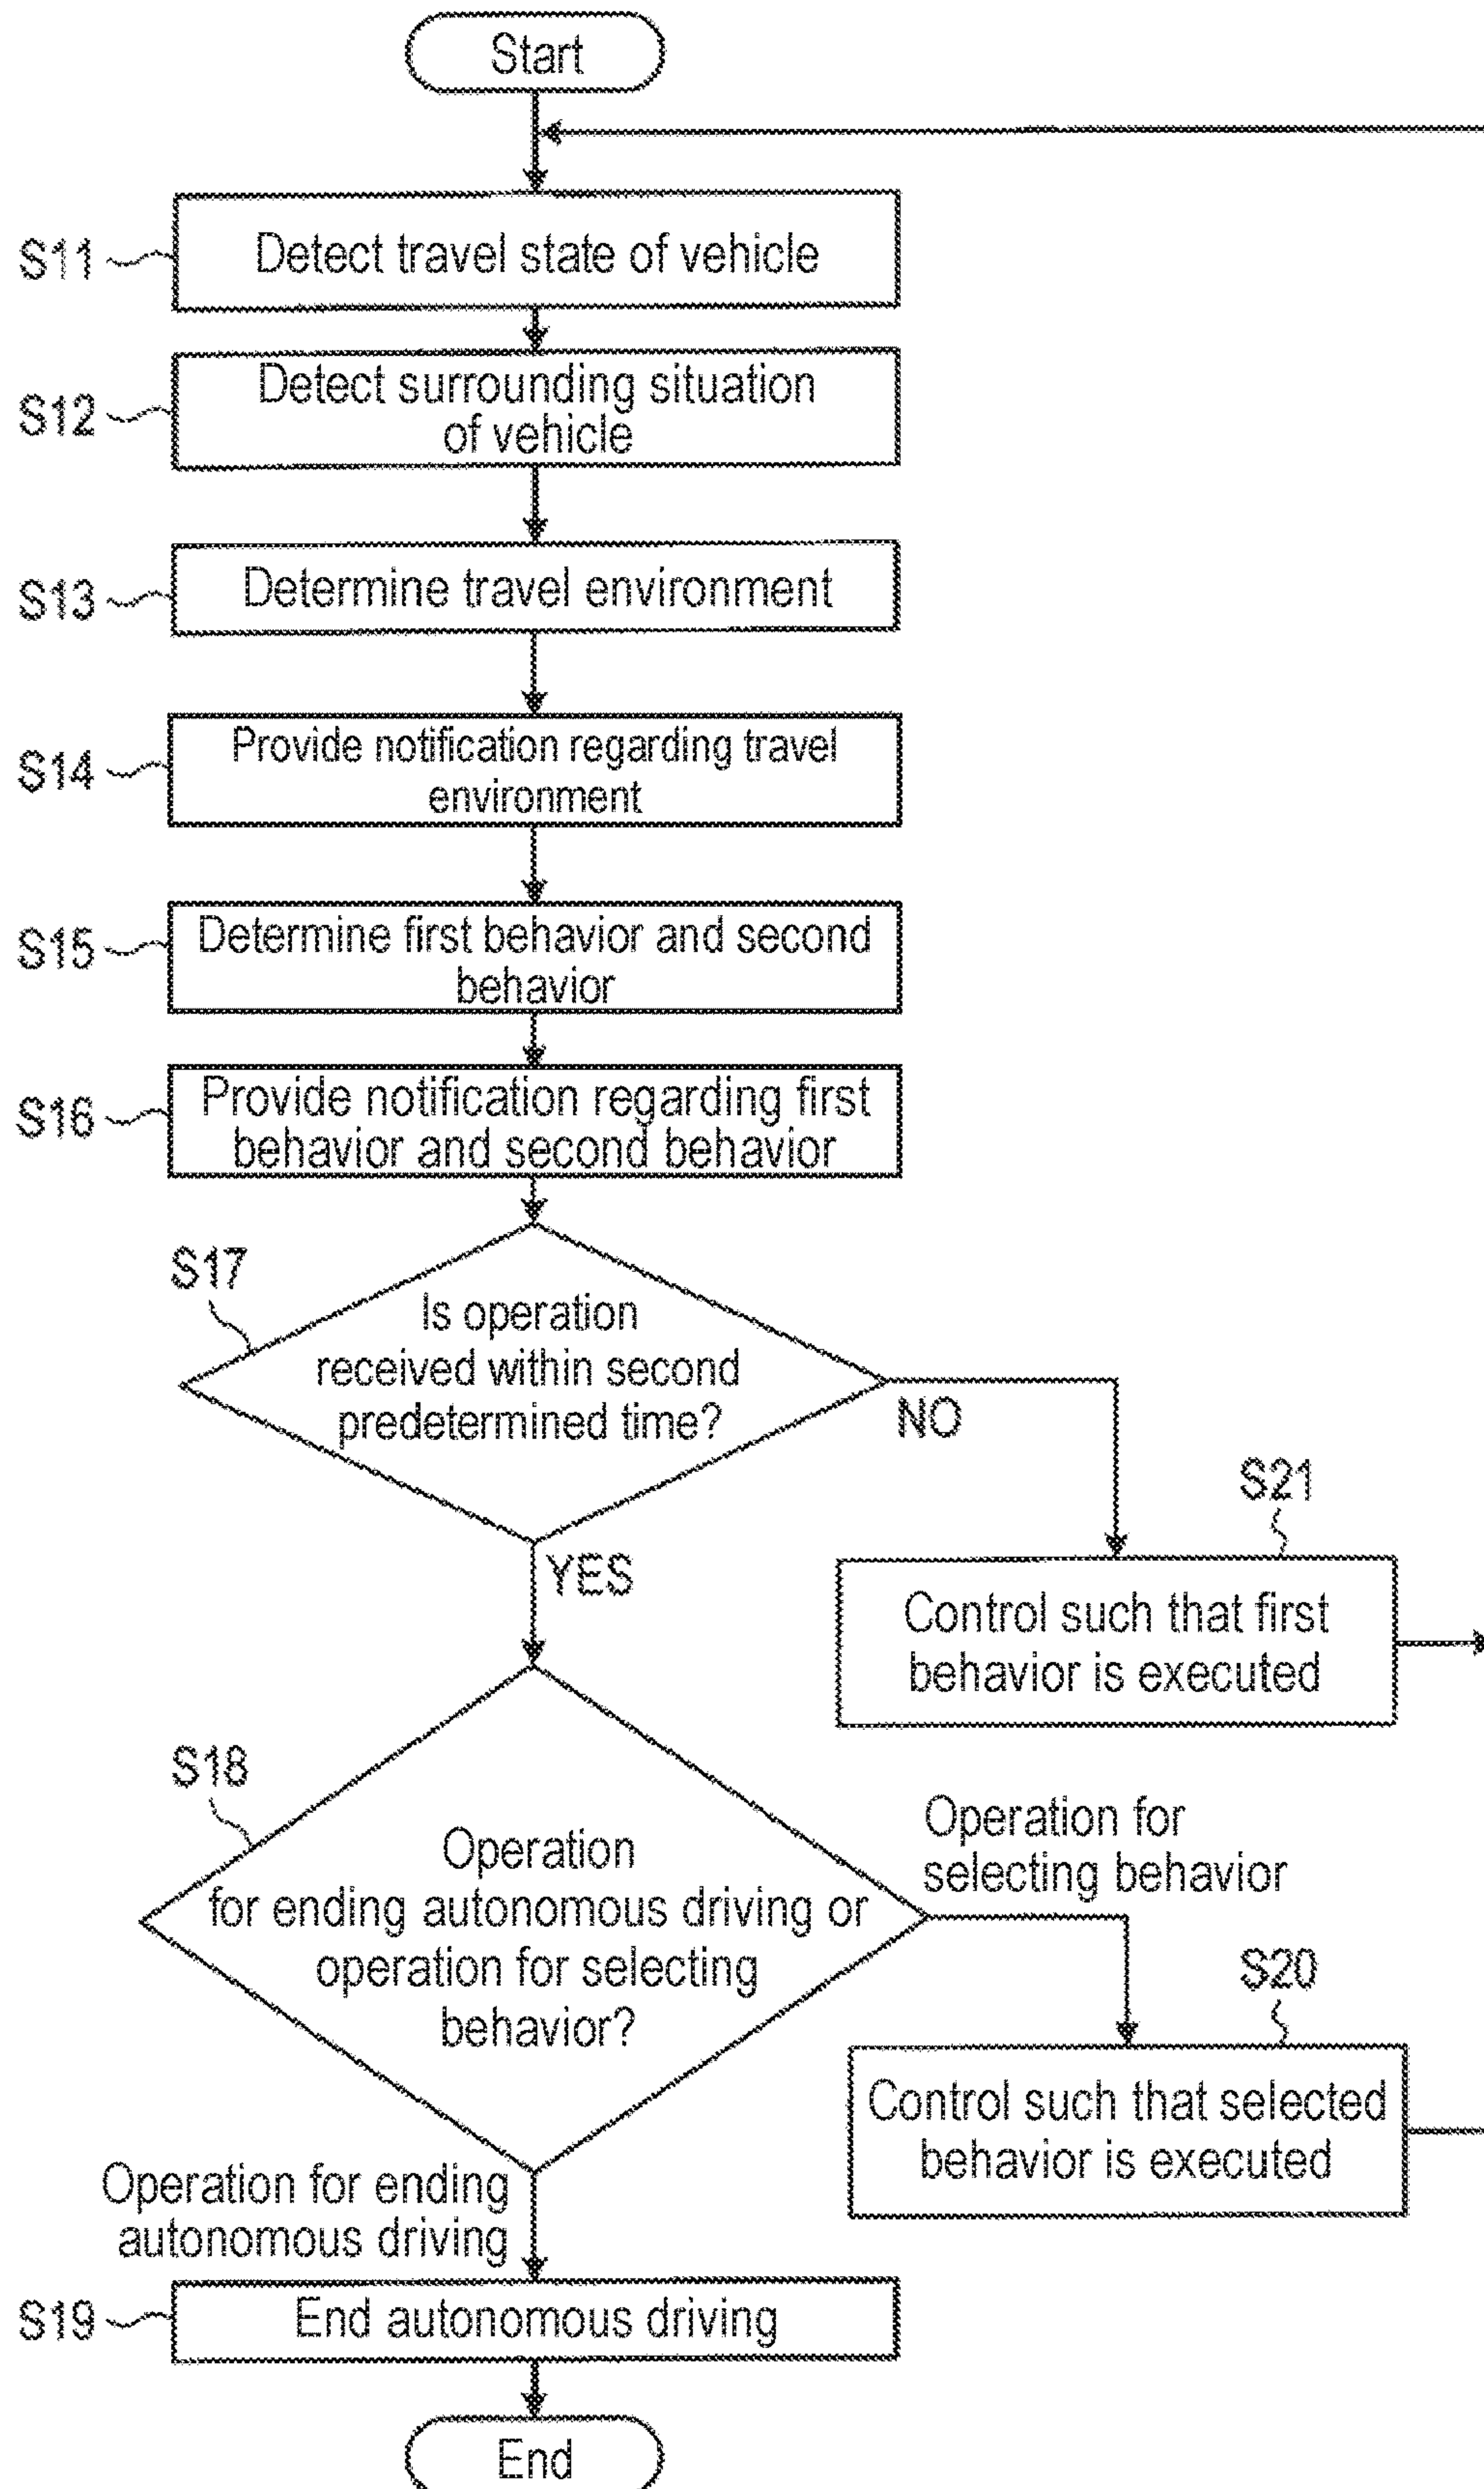 Start
S11
Detect travel state of vehicle
S12
Detect surrounding situation
of vehicle
S13
Determine travel environment
S14
Provide notification regarding travel
environment
S15
Determine first behavior and second
behavior
S16
Provide notification regarding first
behavior and second behavior
S17
Is operation
received within second
predetermined time?
NO
YES
S21
Control such that first
behavior is executed
S18
Operation
for ending autonomous driving or
operation for selecting
behavior?
Operation for
selecting behavior
S20
Control such that selected
behavior is executed
Operation for ending
autonomous driving
S19
End autonomous driving
End